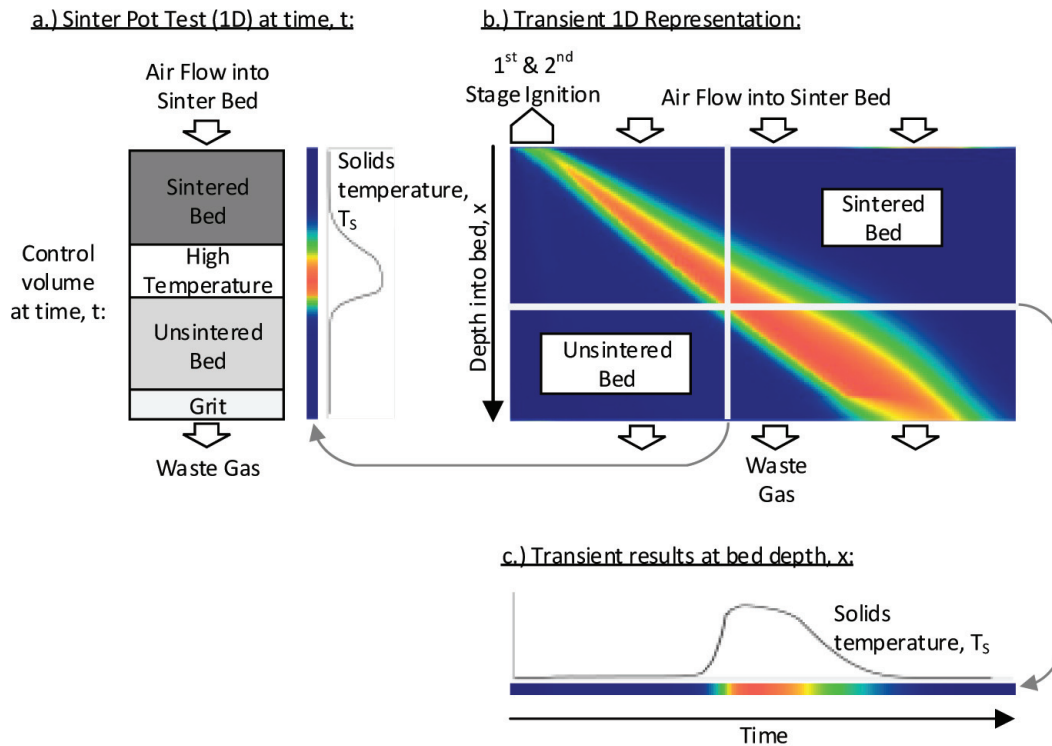 a.) Sinter Pot Test (1D) at time, t:
Air Flow into
Sinter Bed
Sintered
Bed
High
Temperature
Unsintered
Bed
Grit
Waste Gas
Control
volume
at time, t:
Solids
temperature,
T_S
b.) Transient 1D Representation:
1st & 2nd
Stage Ignition
Air Flow into Sinter Bed
Depth into bed, x
Sintered
Bed
Unsintered
Bed
Waste
Gas
c.) Transient results at bed depth, x:
Solids
temperature, T_S
Time